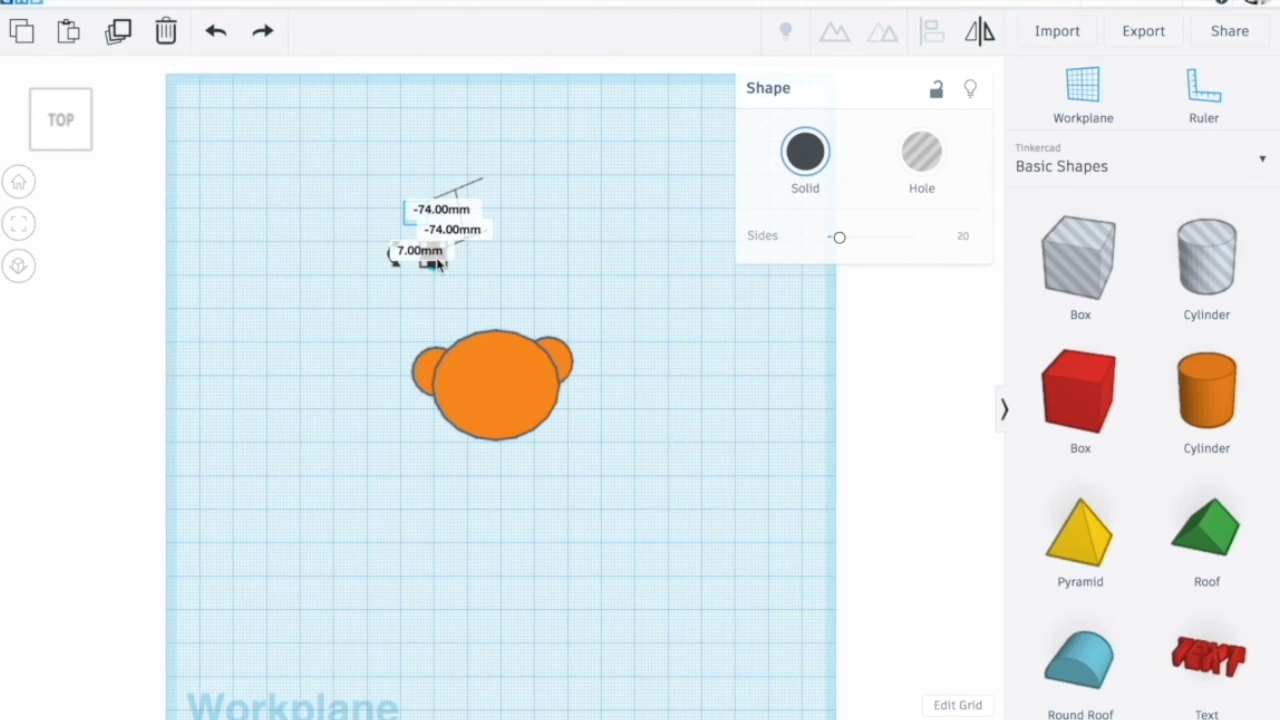 Import
Export
Share
TOP
Shape
Solid
Hole
Sides
20
-74.00mm
-74.00mm
7.00mm
Workplane
Ruler
Tinkercad
Basic Shapes
Box
Cylinder
Box
Cylinder
Pyramid
Roof
TEXT
Round Roof
Text
Edit Grid
Workplane